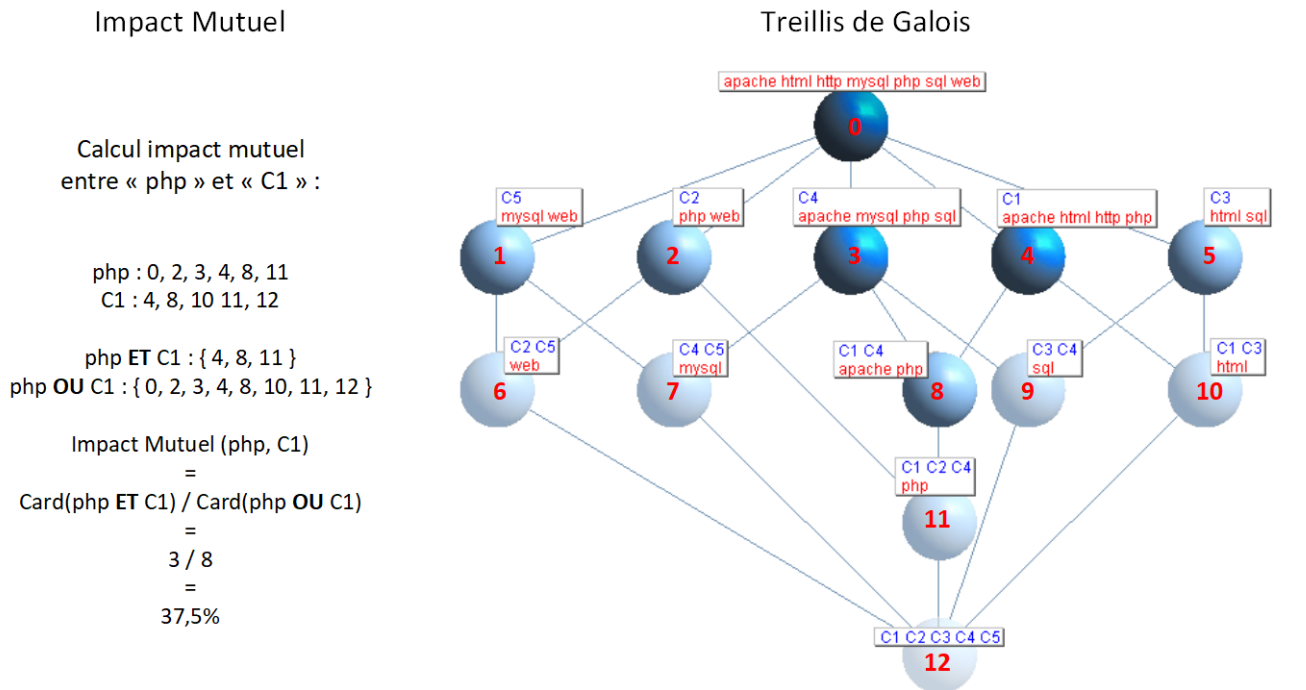 Impact Mutuel
Treillis de Galois
Calcul impact mutuel
entre « php » et « C1 » :
php : 0, 2, 3, 4, 8, 11
C1 : 4, 8, 10 11, 12
php ET C1 : { 4, 8, 11 }
php OU C1 : { 0, 2, 3, 4, 8, 10, 11, 12 }
Impact Mutuel (php, C1)
=
Card(php ET C1) / Card(php OU C1)
=
3 / 8
=
37,5%
apache html http mysql php sql web
0
C5
mysql web
1
C2
php web
2
C4
apache mysql php sql
3
C1
apache html http php
4
C3
html sql
5
C2 C5
web
6
C4 C5
mysql
7
C1 C4
apache php
8
C3 C4
sql
9
C1 C3
html
10
C1 C2 C4
php
11
C1 C2 C3 C4 C5
12